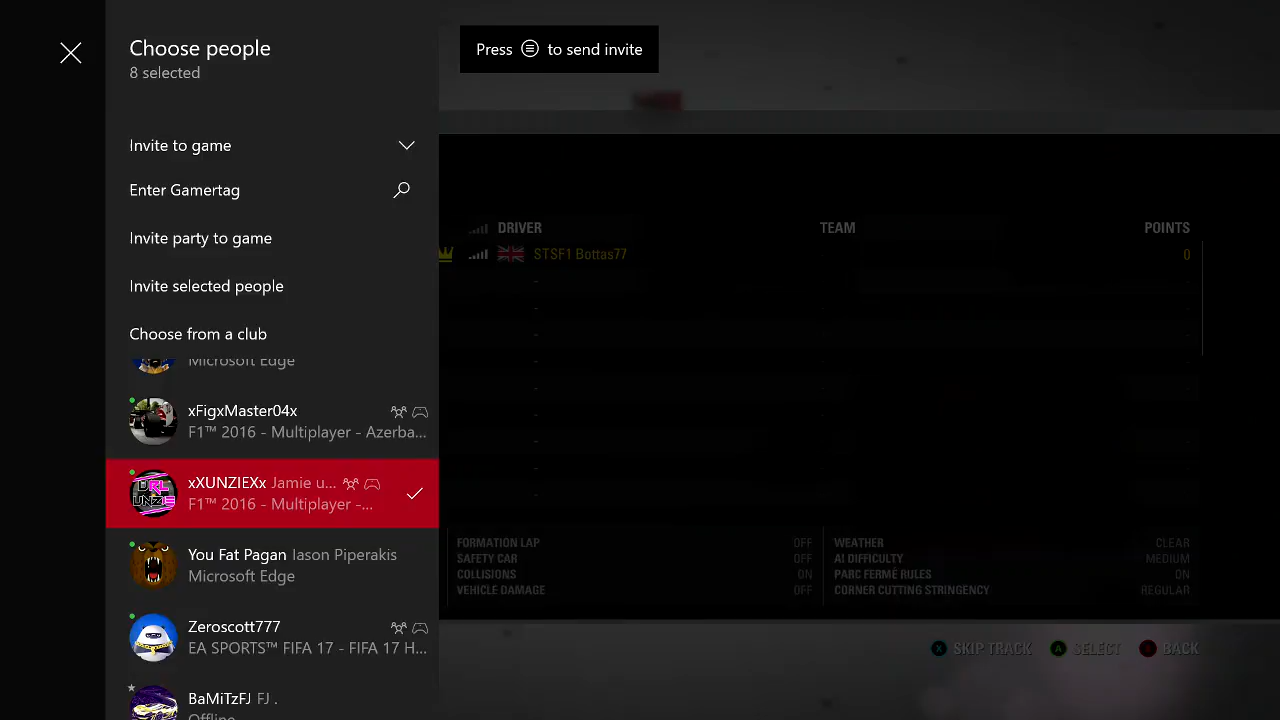 Choose people
8 selected
Press to send invite
Invite to game
Enter Gamertag
Invite party to game
Invite selected people
Choose from a club
Microsoft Edge
xFigxMaster04x
F1™ 2016 - Multiplayer - Azerba...
xXUNZIEXx Jamie u...
F1™ 2016 - Multiplayer -...
You Fat Pagan Iason Piperakis
Microsoft Edge
Zeroscott777
EA SPORTS™ FIFA 17 - FIFA 17 H...
BaMiTzFJ FJ .
Offline
DRIVER TEAM POINTS
STSF1 Bottas77 0
FORMATION LAP OFF
SAFETY CAR OFF
COLLISIONS ON
VEHICLE DAMAGE OFF
WEATHER CLEAR
AI DIFFICULTY MEDIUM
PARC FERMÉ RULES ON
CORNER CUTTING STRINGENCY REGULAR
X SKIP TRACK A SELECT BACK